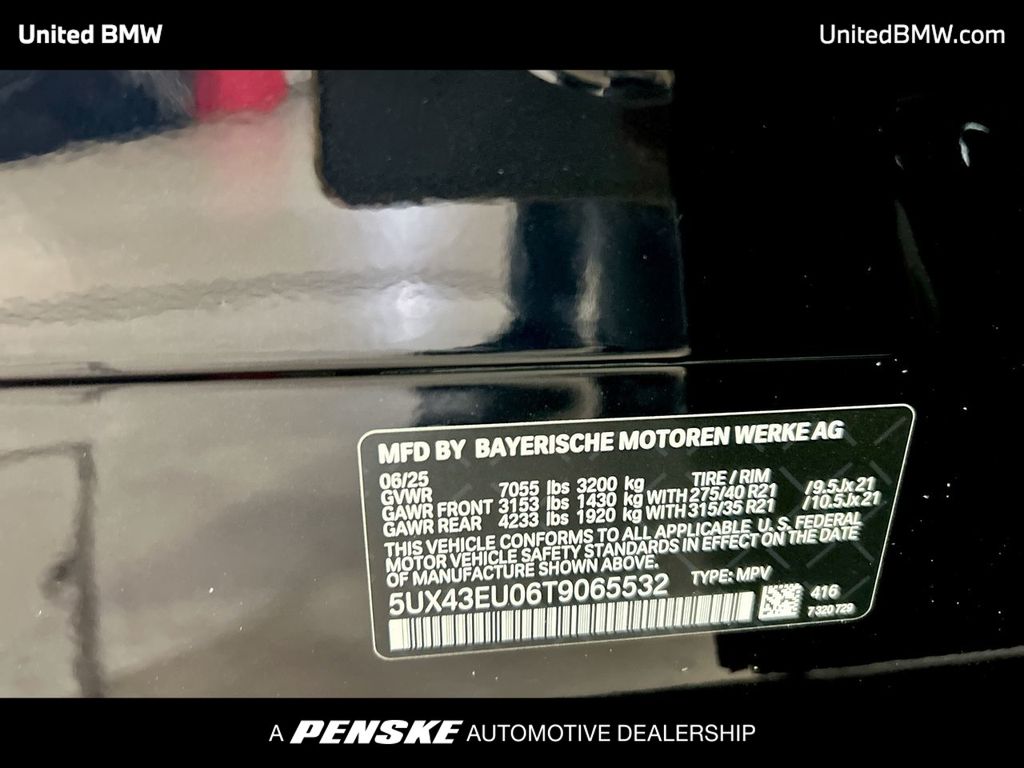 United BMW
UnitedBMW.com
MFD BY BAYERISCHE MOTOREN WERKE AG
06/25 TIRE / RIM
GVWR 7055 lbs 3200 kg
GAWR FRONT 3153 lbs 1430 kg WITH 275/40 R21 /9.5Jx21
GAWR REAR 4233 lbs 1920 kg WITH 315/35 R21 /10.5Jx21
THIS VEHICLE CONFORMS TO ALL APPLICABLE U. S. FEDERAL
MOTOR VEHICLE SAFETY STANDARDS IN EFFECT ON THE DATE
OF MANUFACTURE SHOWN ABOVE.
5UX43EU06T9065532 TYPE: MPV
416
7 320 729
A PENSKE AUTOMOTIVE DEALERSHIP